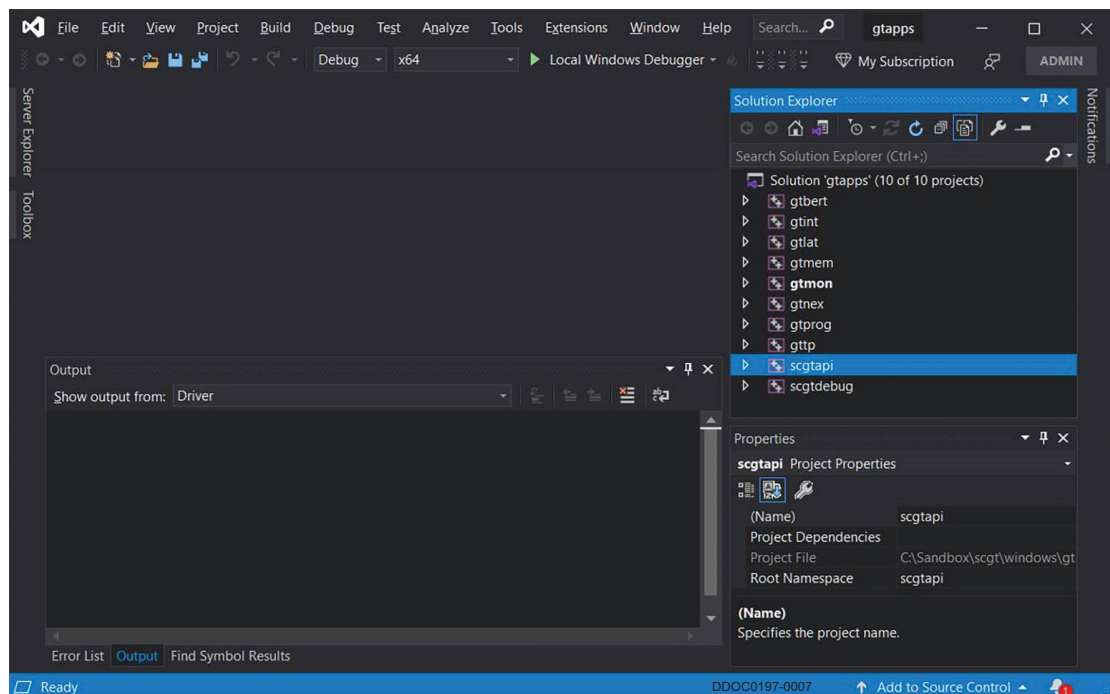 File Edit View Project Build Debug Test Analyze Tools Extensions Window Help Search... gtapps
Debug x64 Local Windows Debugger My Subscription ADMIN
Server Explorer
Toolbox
Notifications
Solution Explorer
Search Solution Explorer (Ctrl+;)
Solution 'gtapps' (10 of 10 projects)
gtbert
gtint
gtlat
gtmem
gtmon
gtnex
gtprog
gttp
scgtapi
scgtdebug
Output
Show output from: Driver
Properties
scgtapi Project Properties
(Name) scgtapi
Project Dependencies
Project File C:\Sandbox\scgt\windows\gt
Root Namespace scgtapi
(Name)
Specifies the project name.
Error List Output Find Symbol Results
Ready DDOC0197-0007 Add to Source Control 1